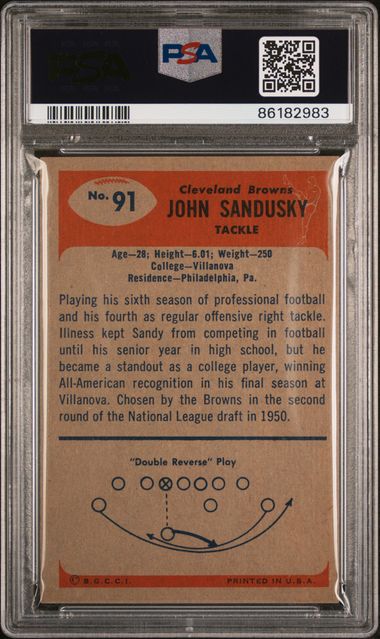 PSA
PSA
86182983
No. 91
Cleveland Browns
JOHN SANDUSKY
TACKLE
Age—28; Height—6.01; Weight—250
College—Villanova
Residence—Philadelphia, Pa.
Playing his sixth season of professional football
and his fourth as regular offensive right tackle.
Illness kept Sandy from competing in football
until his senior year in high school, but he
became a standout as a college player, winning
All-American recognition in his final season at
Villanova. Chosen by the Browns in the second
round of the National League draft in 1950.
"Double Reverse" Play
© B.G.C.C.I.
PRINTED IN U.S.A.